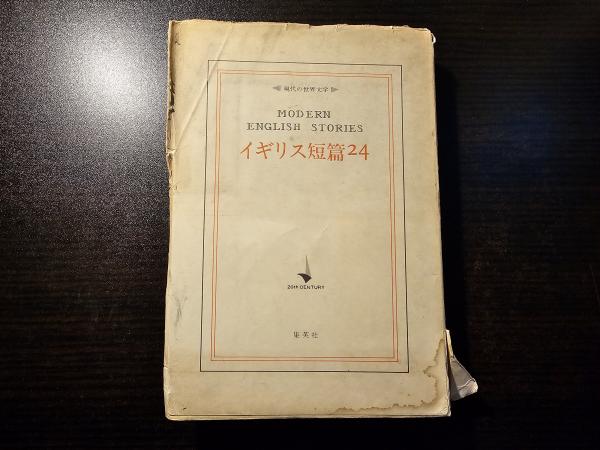 現代の世界文学
MODERN
ENGLISH STORIES
イギリス短篇24
20th CENTURY
集英社